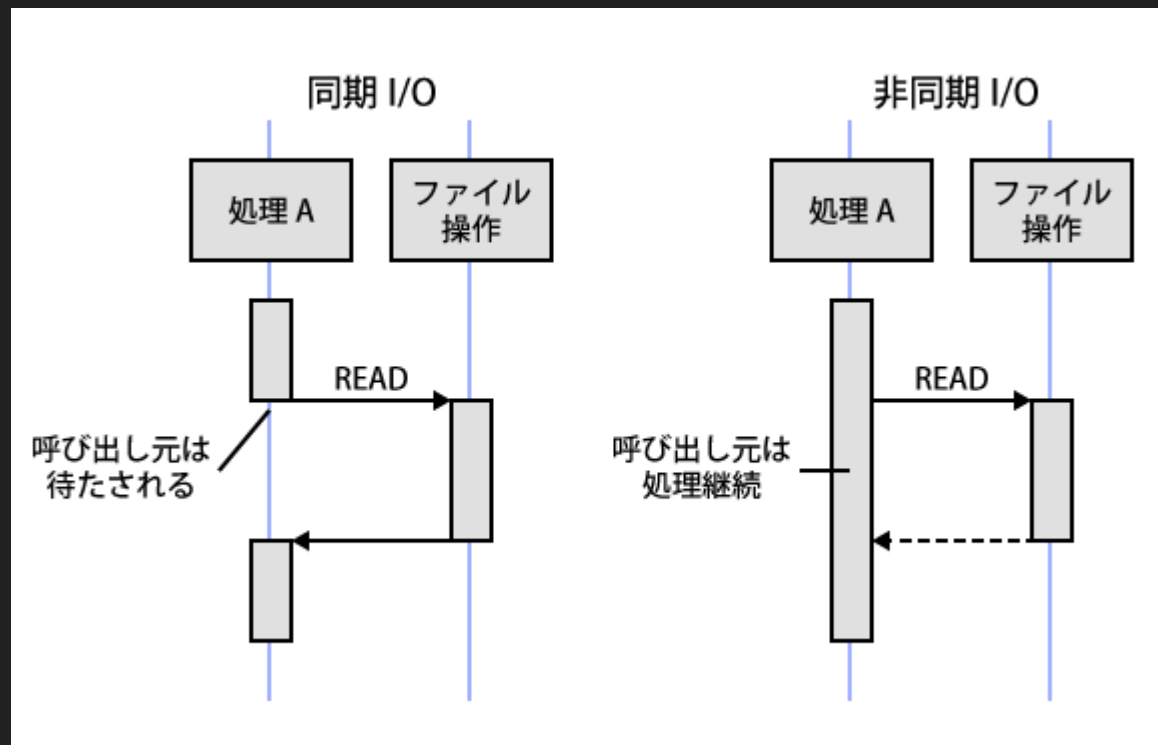 同期 I/O
処理 A
ファイル
操作
READ
呼び出し元は
待たされる
非同期 I/O
処理 A
ファイル
操作
READ
呼び出し元は
処理継続